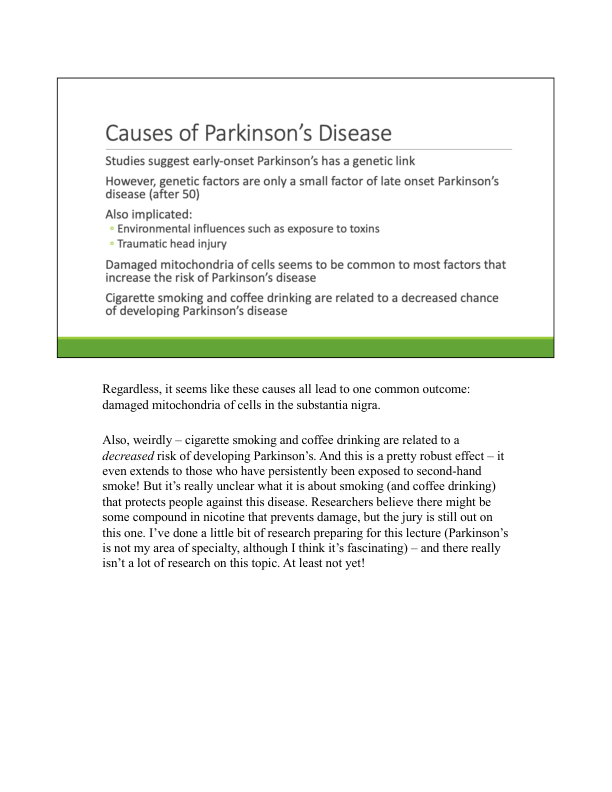 Causes of Parkinson's Disease
Studies suggest early-onset Parkinson's has a genetic link
However, genetic factors are only a small factor of late onset Parkinson's
disease (after 50)
Also implicated:
◦ Environmental influences such as exposure to toxins
◦ Traumatic head injury
Damaged mitochondria of cells seems to be common to most factors that
increase the risk of Parkinson's disease
Cigarette smoking and coffee drinking are related to a decreased chance
of developing Parkinson's disease
Regardless, it seems like these causes all lead to one common outcome:
damaged mitochondria of cells in the substantia nigra.
Also, weirdly – cigarette smoking and coffee drinking are related to a
decreased risk of developing Parkinson's. And this is a pretty robust effect – it
even extends to those who have persistently been exposed to second-hand
smoke! But it's really unclear what it is about smoking (and coffee drinking)
that protects people against this disease. Researchers believe there might be
some compound in nicotine that prevents damage, but the jury is still out on
this one. I've done a little bit of research preparing for this lecture (Parkinson's
is not my area of specialty, although I think it's fascinating) – and there really
isn't a lot of research on this topic. At least not yet!